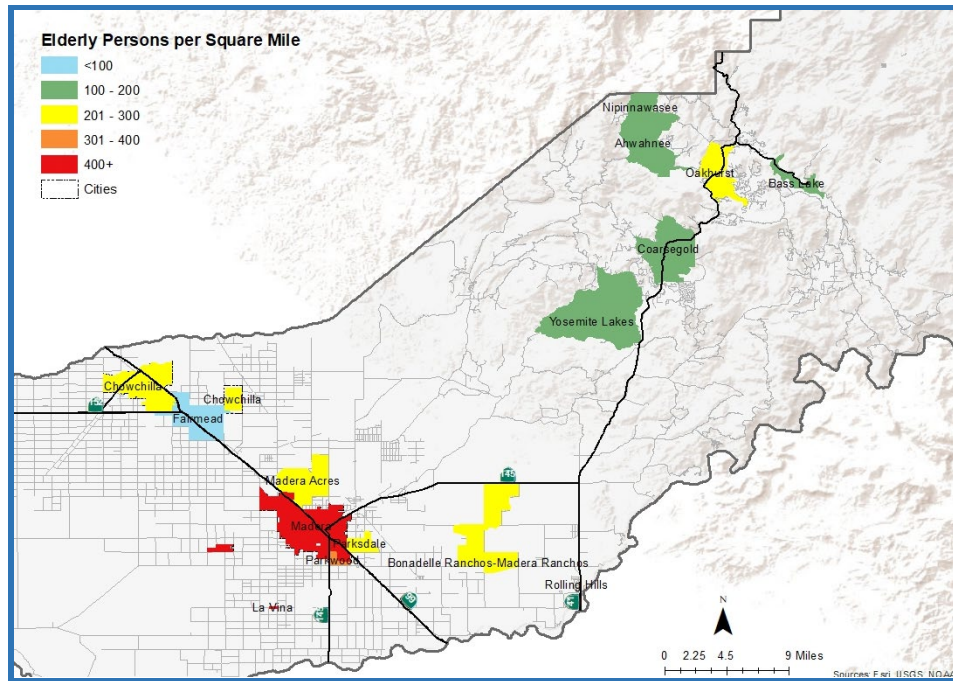 Elderly Persons per Square Mile
<100
100 - 200
201 - 300
301 - 400
400+
Cities
Nipinnawasee
Ahwahnee
Oakhurst
Bass Lake
Coarsegold
Yosemite Lakes
Chowchilla
Chowchilla
Fairmead
Madera Acres
145
Madera
Parksdale
Parkwood
Bonadelle Ranchos-Madera Ranchos
Rolling Hills
La Vina
N
0 2.25 4.5 9 Miles
Sources: Esri, USGS, NOAA